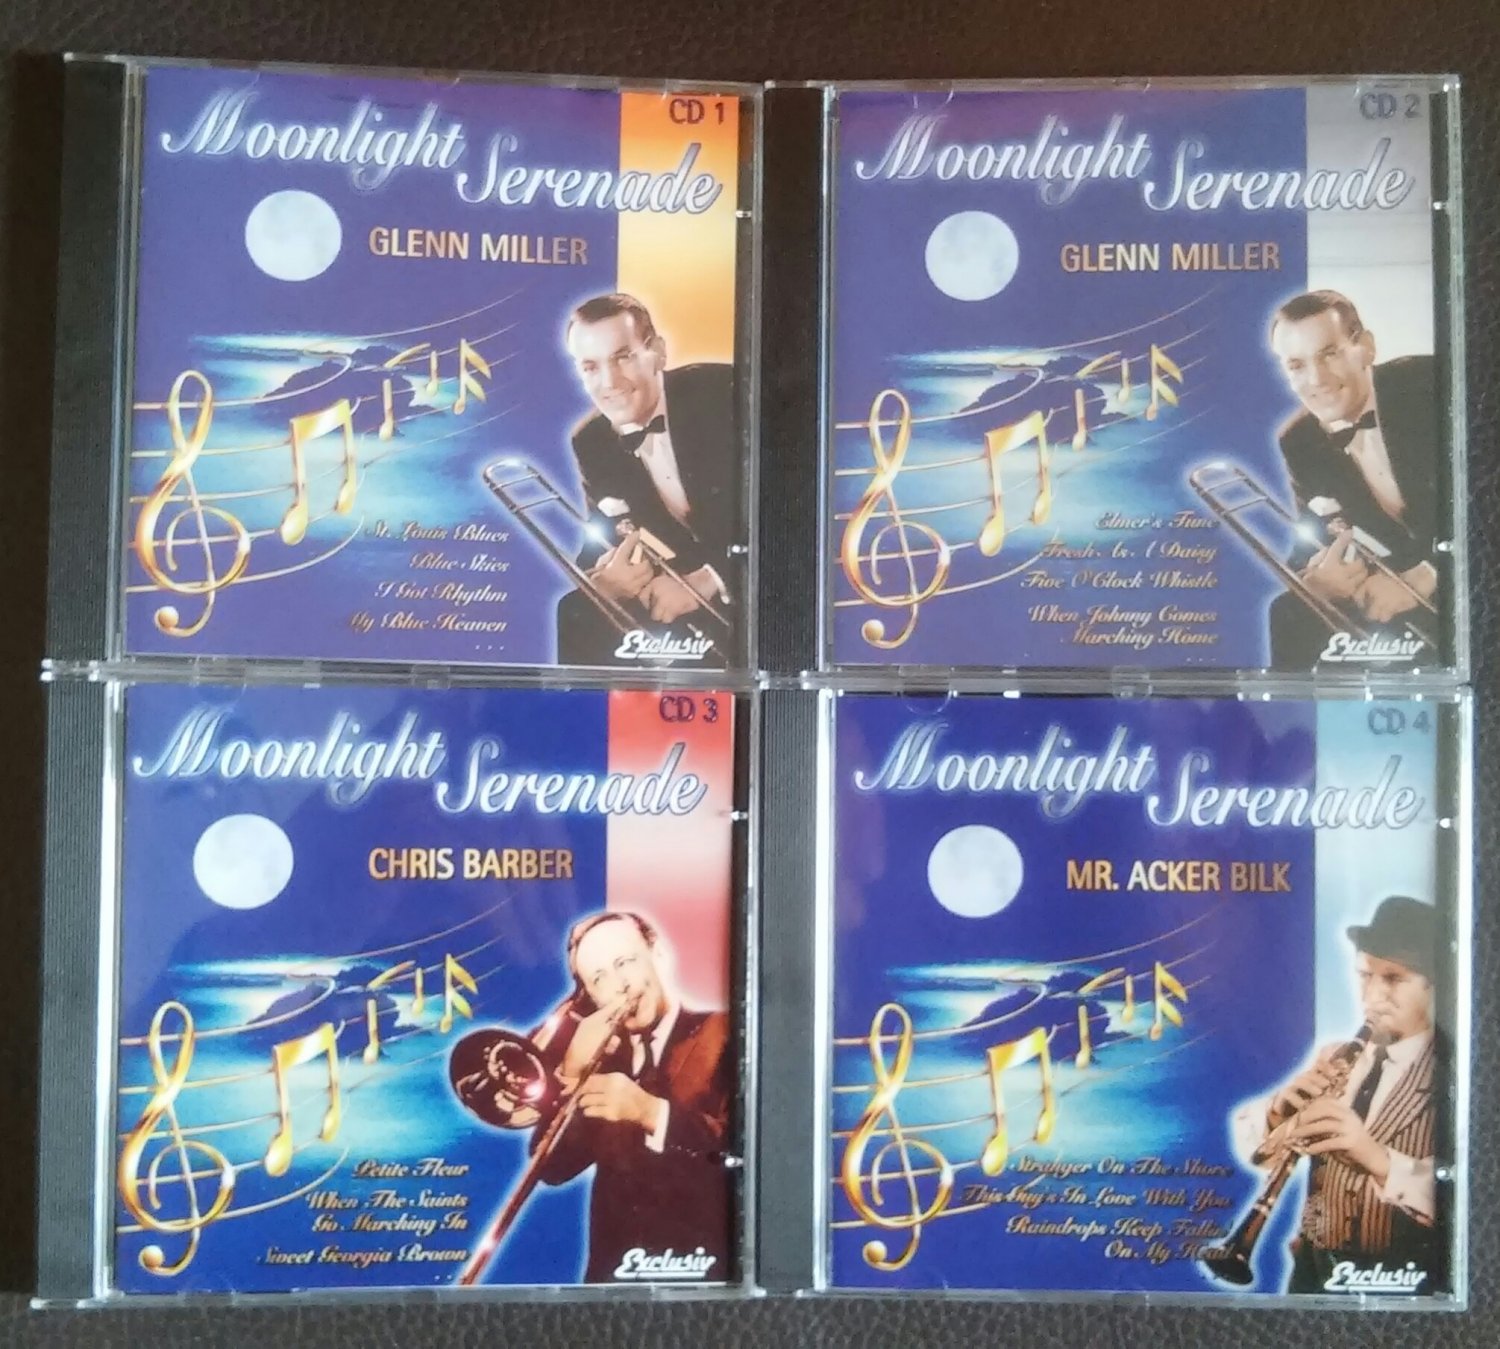 CD 1
Moonlight Serenade
GLENN MILLER
St. Louis Blues
Blue Skies
I Got Rhythm
My Blue Heaven
...
Exclusiv
CD 2
Moonlight Serenade
GLENN MILLER
Elmer's Tune
Fresh As A Daisy
Five O'Clock Whistle
When Johnny Comes
Marching Home
...
Exclusiv
CD 3
Moonlight Serenade
CHRIS BARBER
Petite Fleur
When The Saints
Go Marching In
Sweet Georgia Brown
...
Exclusiv
CD 4
Moonlight Serenade
MR. ACKER BILK
Stranger On The Shore
This Guy's In Love With You
Raindrops Keep Fallin'
On My Head
Exclusiv